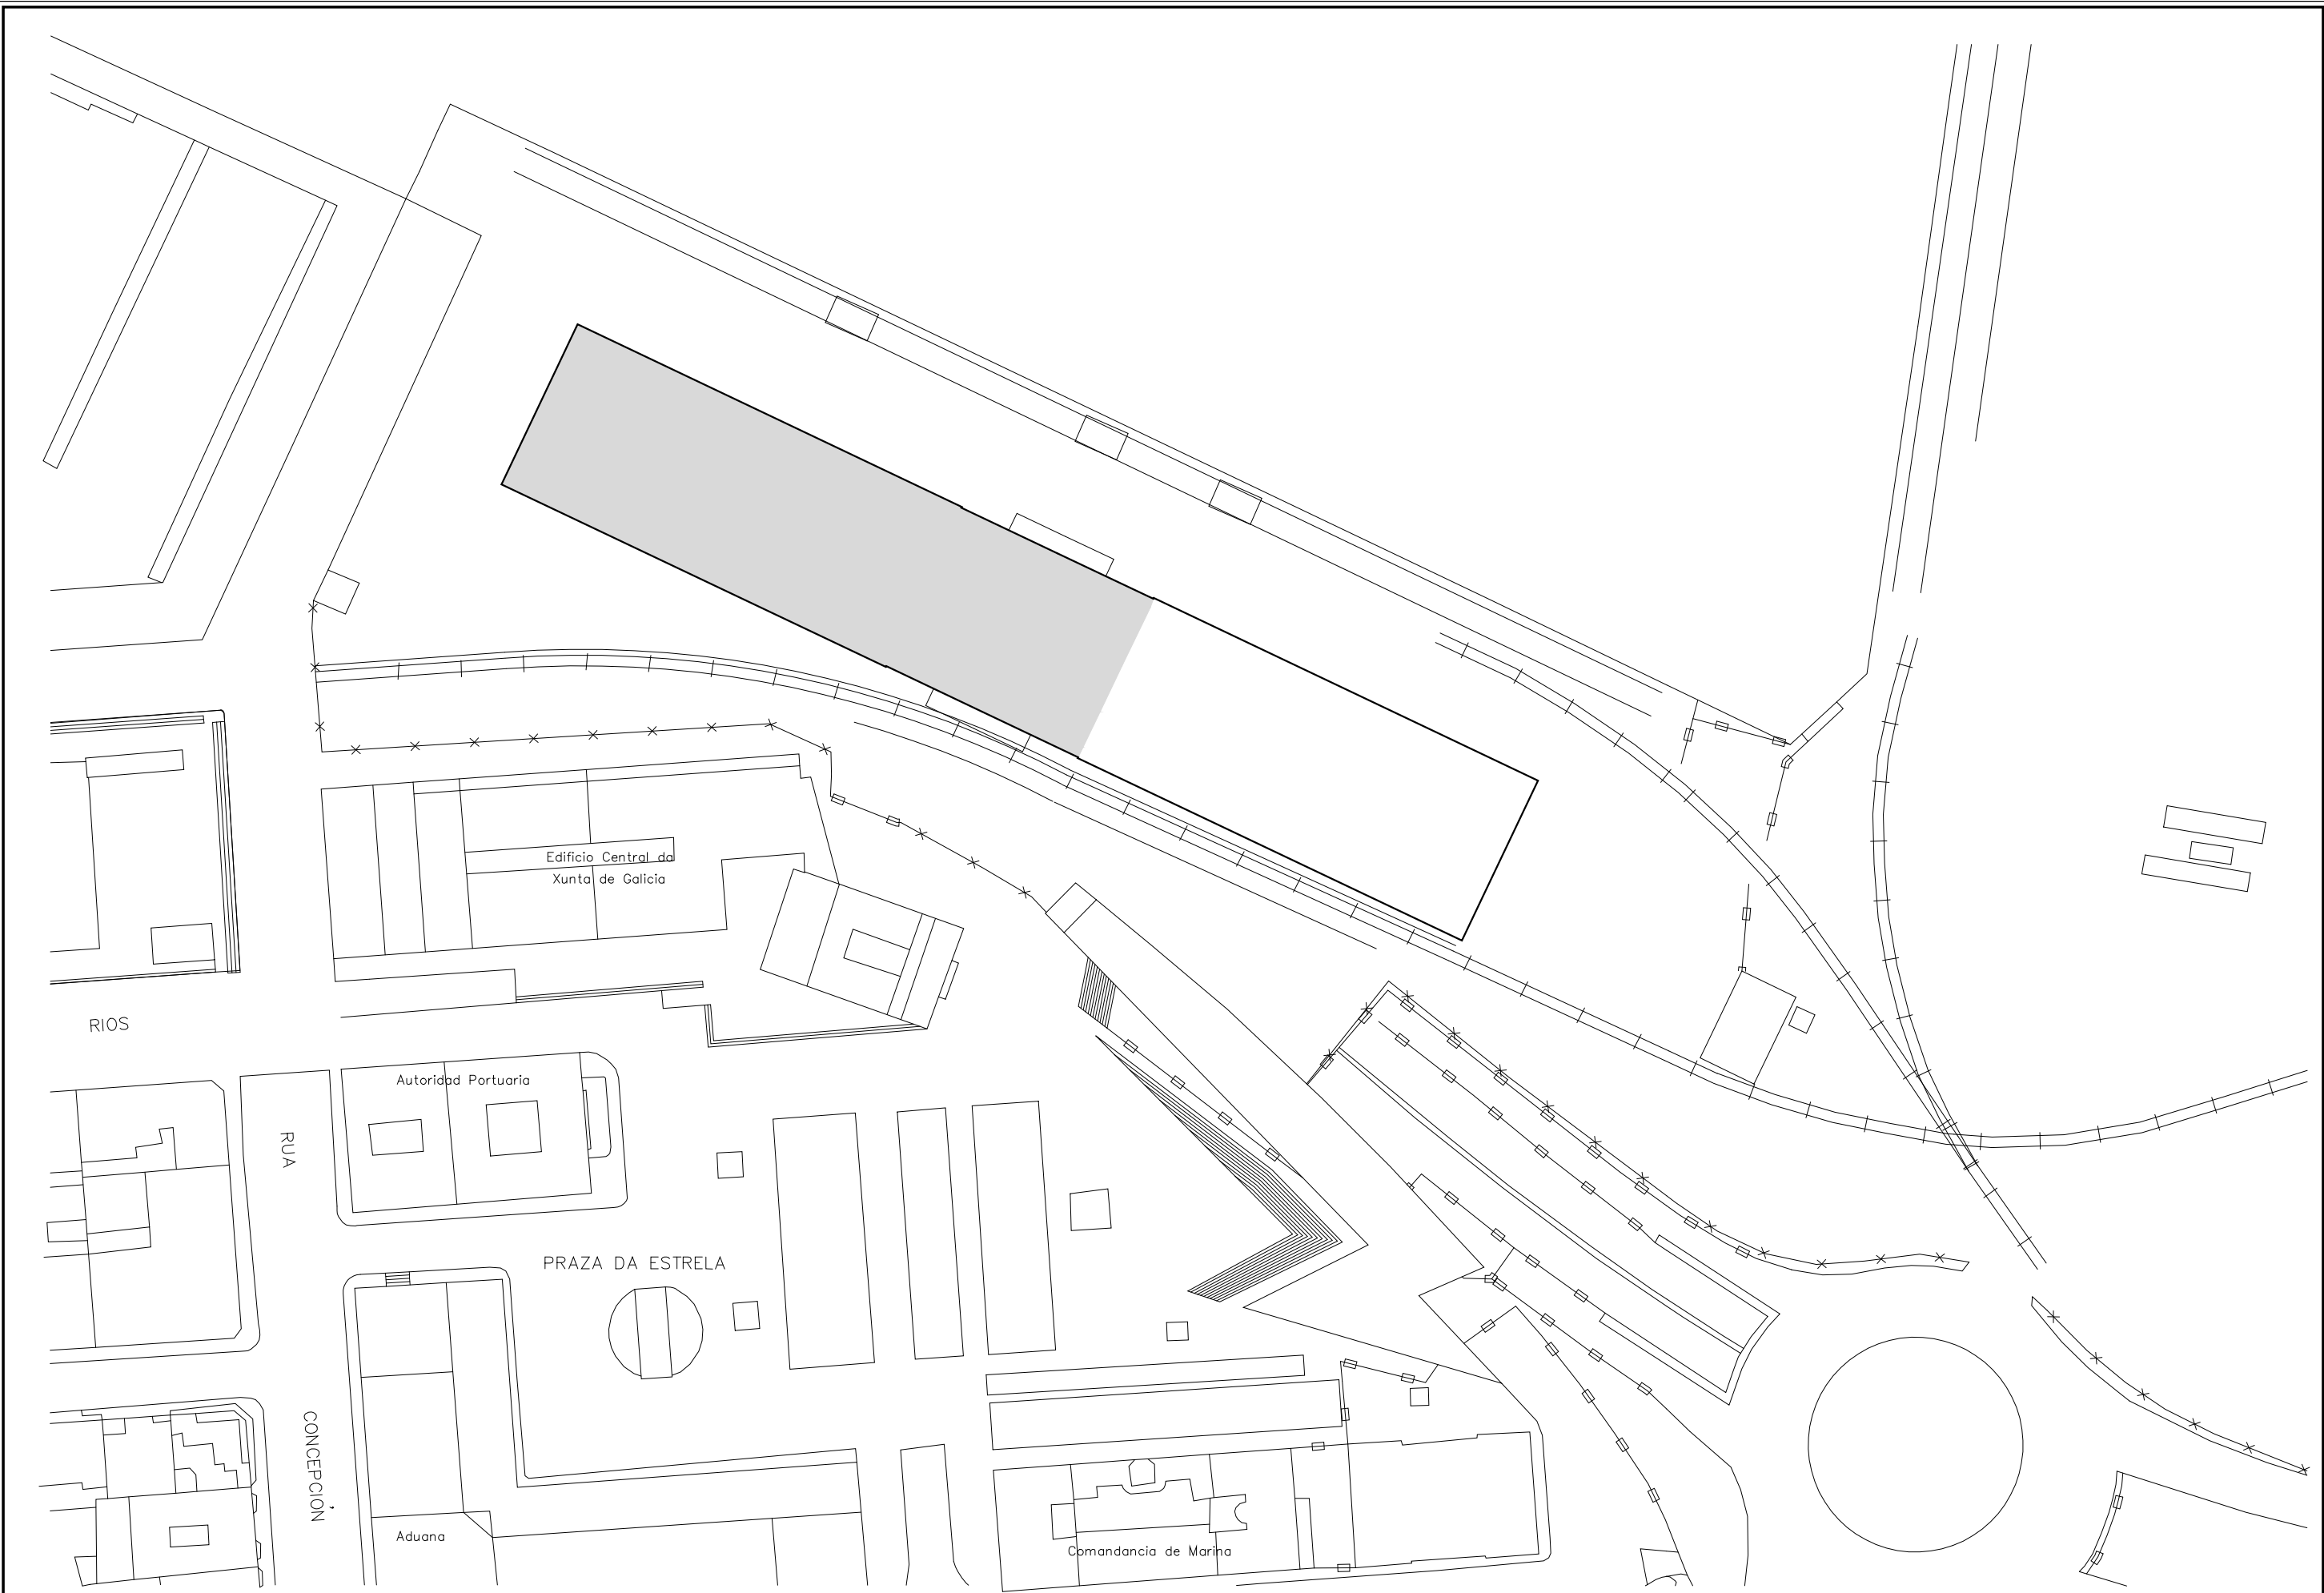 Edificio Central da
Xunta de Galicia
RIOS
Autoridad Portuaria
RUA
PRAZA DA ESTRELA
CONCEPCIÓN
Aduana
Comandancia de Marina